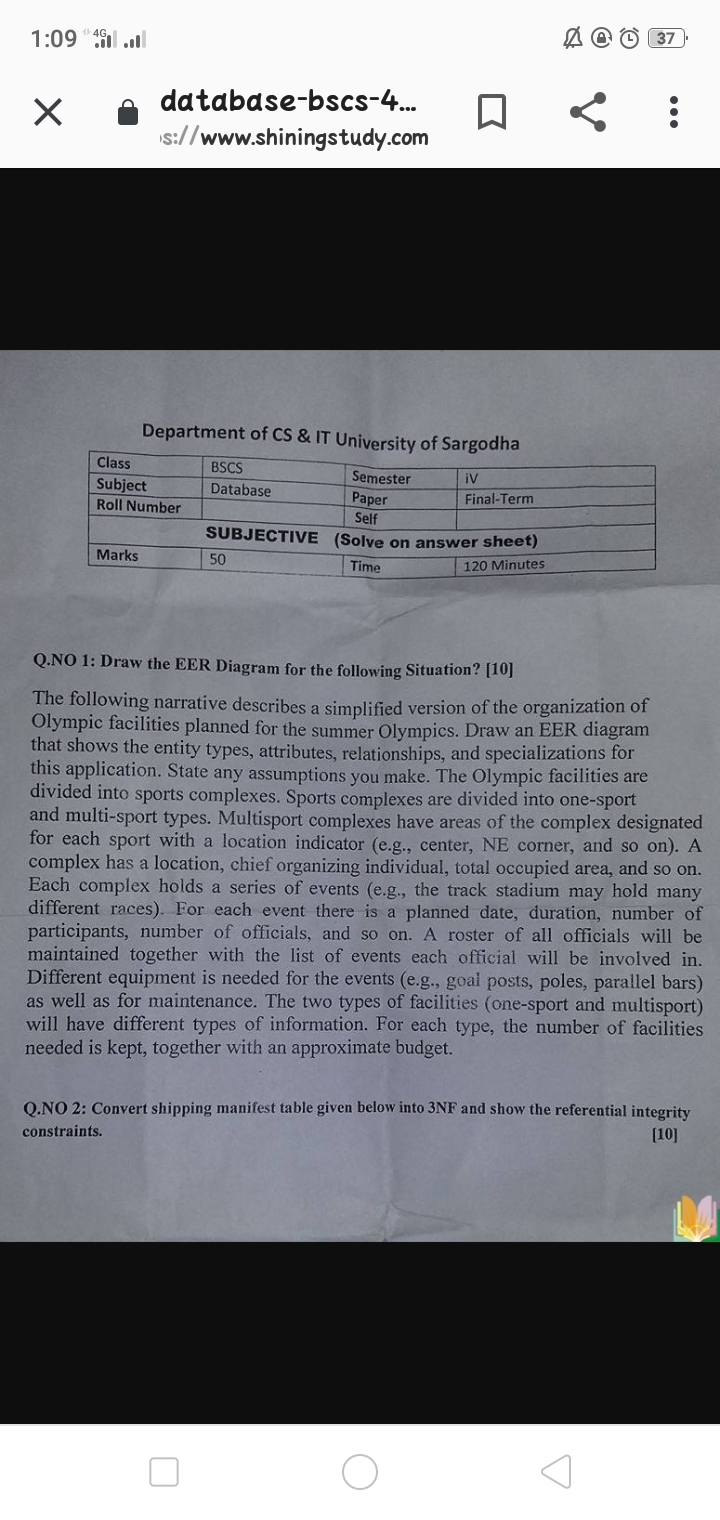 1:09 4G 37
database-bscs-4...
s://www.shiningstudy.com
Department of CS & IT University of Sargodha
Class BSCS Semester iV
Subject Database Paper Final-Term
Roll Number Self
SUBJECTIVE (Solve on answer sheet)
Marks 50 Time 120 Minutes
Q.NO 1: Draw the EER Diagram for the following Situation? [10]
The following narrative describes a simplified version of the organization of
Olympic facilities planned for the summer Olympics. Draw an EER diagram
that shows the entity types, attributes, relationships, and specializations for
this application. State any assumptions you make. The Olympic facilities are
divided into sports complexes. Sports complexes are divided into one-sport
and multi-sport types. Multisport complexes have areas of the complex designated
for each sport with a location indicator (e.g., center, NE corner, and so on). A
complex has a location, chief organizing individual, total occupied area, and so on.
Each complex holds a series of events (e.g., the track stadium may hold many
different races). For each event there is a planned date, duration, number of
participants, number of officials, and so on. A roster of all officials will be
maintained together with the list of events each official will be involved in.
Different equipment is needed for the events (e.g., goal posts, poles, parallel bars)
as well as for maintenance. The two types of facilities (one-sport and multisport)
will have different types of information. For each type, the number of facilities
needed is kept, together with an approximate budget.
Q.NO 2: Convert shipping manifest table given below into 3NF and show the referential integrity
constraints. [10]